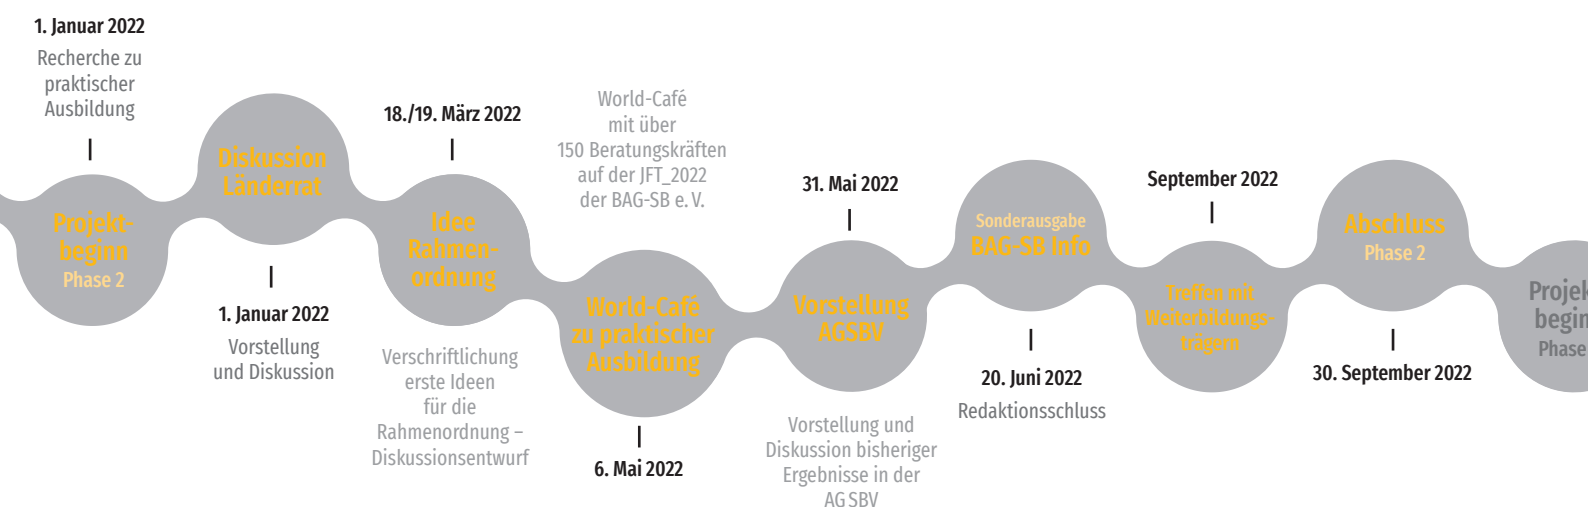 1. Januar 2022
Recherche zu
praktischer
Ausbildung
Projekt-
beginn
Phase 2
Diskussion
Länderrat
1. Januar 2022
Vorstellung
und Diskussion
18./19. März 2022
Idee
Rahmen-
ordnung
Verschriftlichung
erste Ideen
für die
Rahmenordnung –
Diskussionsentwurf
World-Café
mit über
150 Beratungskräften
auf der JFT_2022
der BAG-SB e. V.
World-Café
zu praktischer
Ausbildung
6. Mai 2022
31. Mai 2022
Vorstellung
AGSBV
Vorstellung und
Diskussion bisheriger
Ergebnisse in der
AG SBV
Sonderausgabe
BAG-SB Info
20. Juni 2022
Redaktionsschluss
September 2022
Treffen mit
Weiterbildungs-
trägern
Abschluss
Phase 2
30. September 2022
Projek
begin
Phase